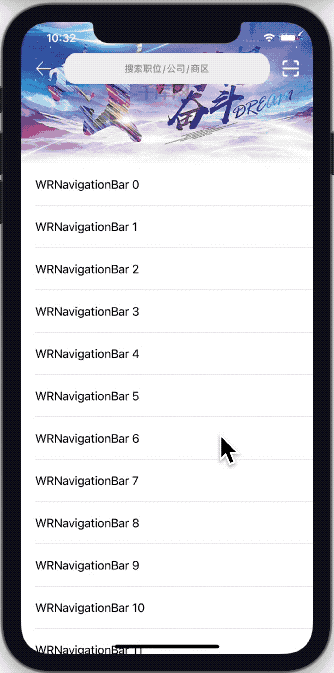 10:32
搜索职位/公司/商区
奋斗
DREAM
WRNavigationBar 0
WRNavigationBar 1
WRNavigationBar 2
WRNavigationBar 3
WRNavigationBar 4
WRNavigationBar 5
WRNavigationBar 6
WRNavigationBar 7
WRNavigationBar 8
WRNavigationBar 9
WRNavigationBar 10
WRNavigationBar 11